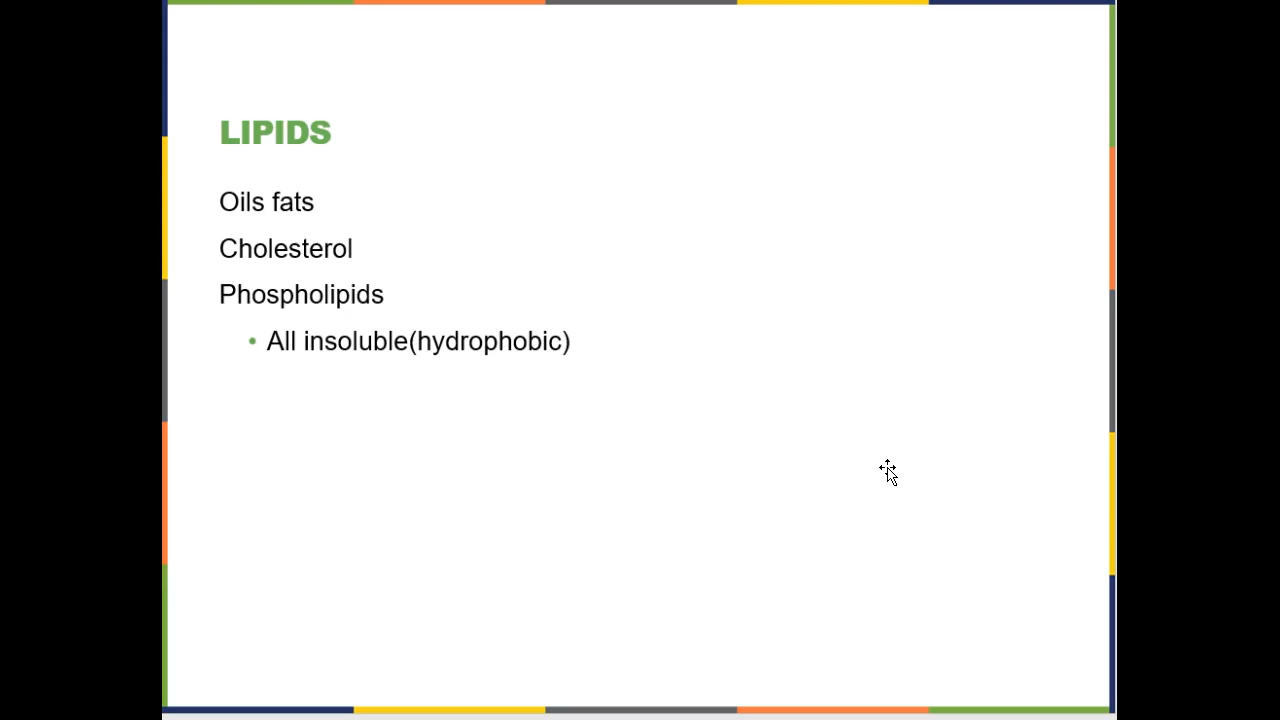 LIPIDS
Oils fats
Cholesterol
Phospholipids
• All insoluble(hydrophobic)